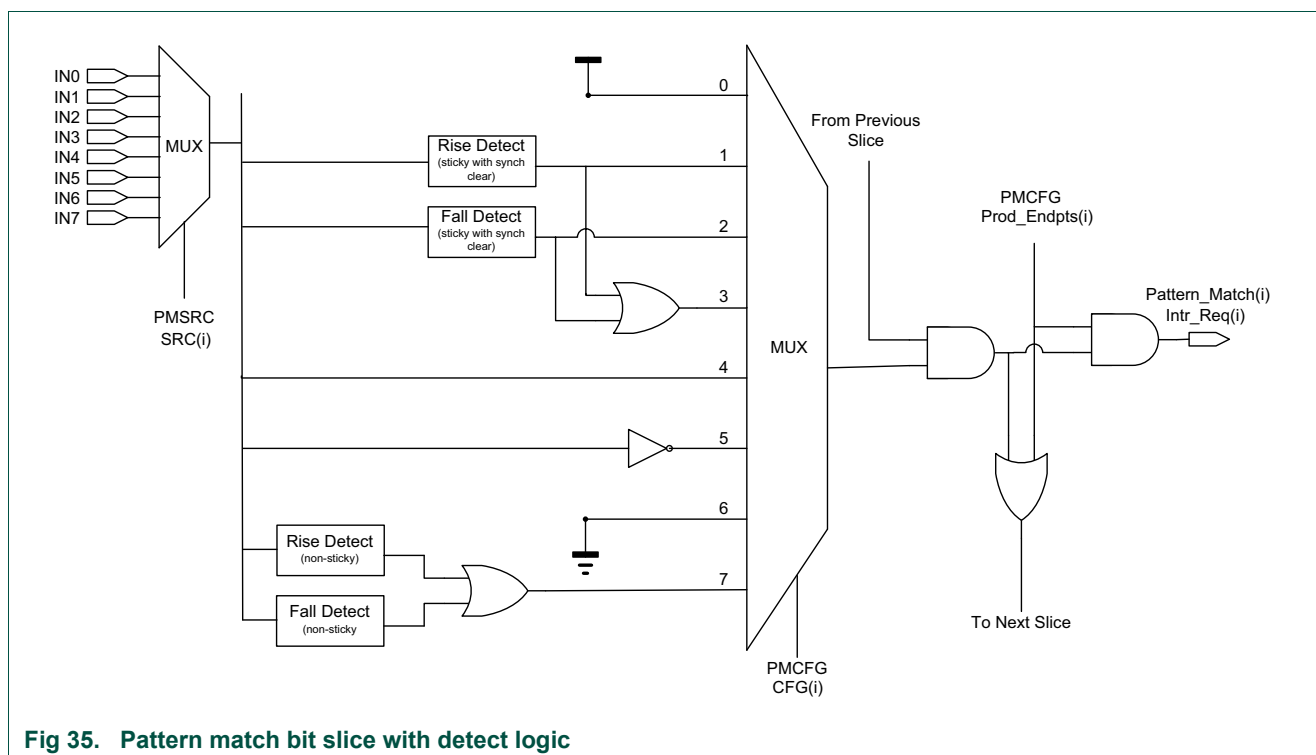 IN0
IN1
IN2
IN3
IN4
IN5
IN6
IN7
MUX
PMSRC
SRC(i)
Rise Detect
(sticky with synch
clear)
Fall Detect
(sticky with synch
clear)
Rise Detect
(non-sticky)
Fall Detect
(non-sticky
0
1
2
3
4
5
6
7
MUX
PMCFG
CFG(i)
From Previous
Slice
PMCFG
Prod_Endpts(i)
Pattern_Match(i)
Intr_Req(i)
To Next Slice
Fig 35. Pattern match bit slice with detect logic